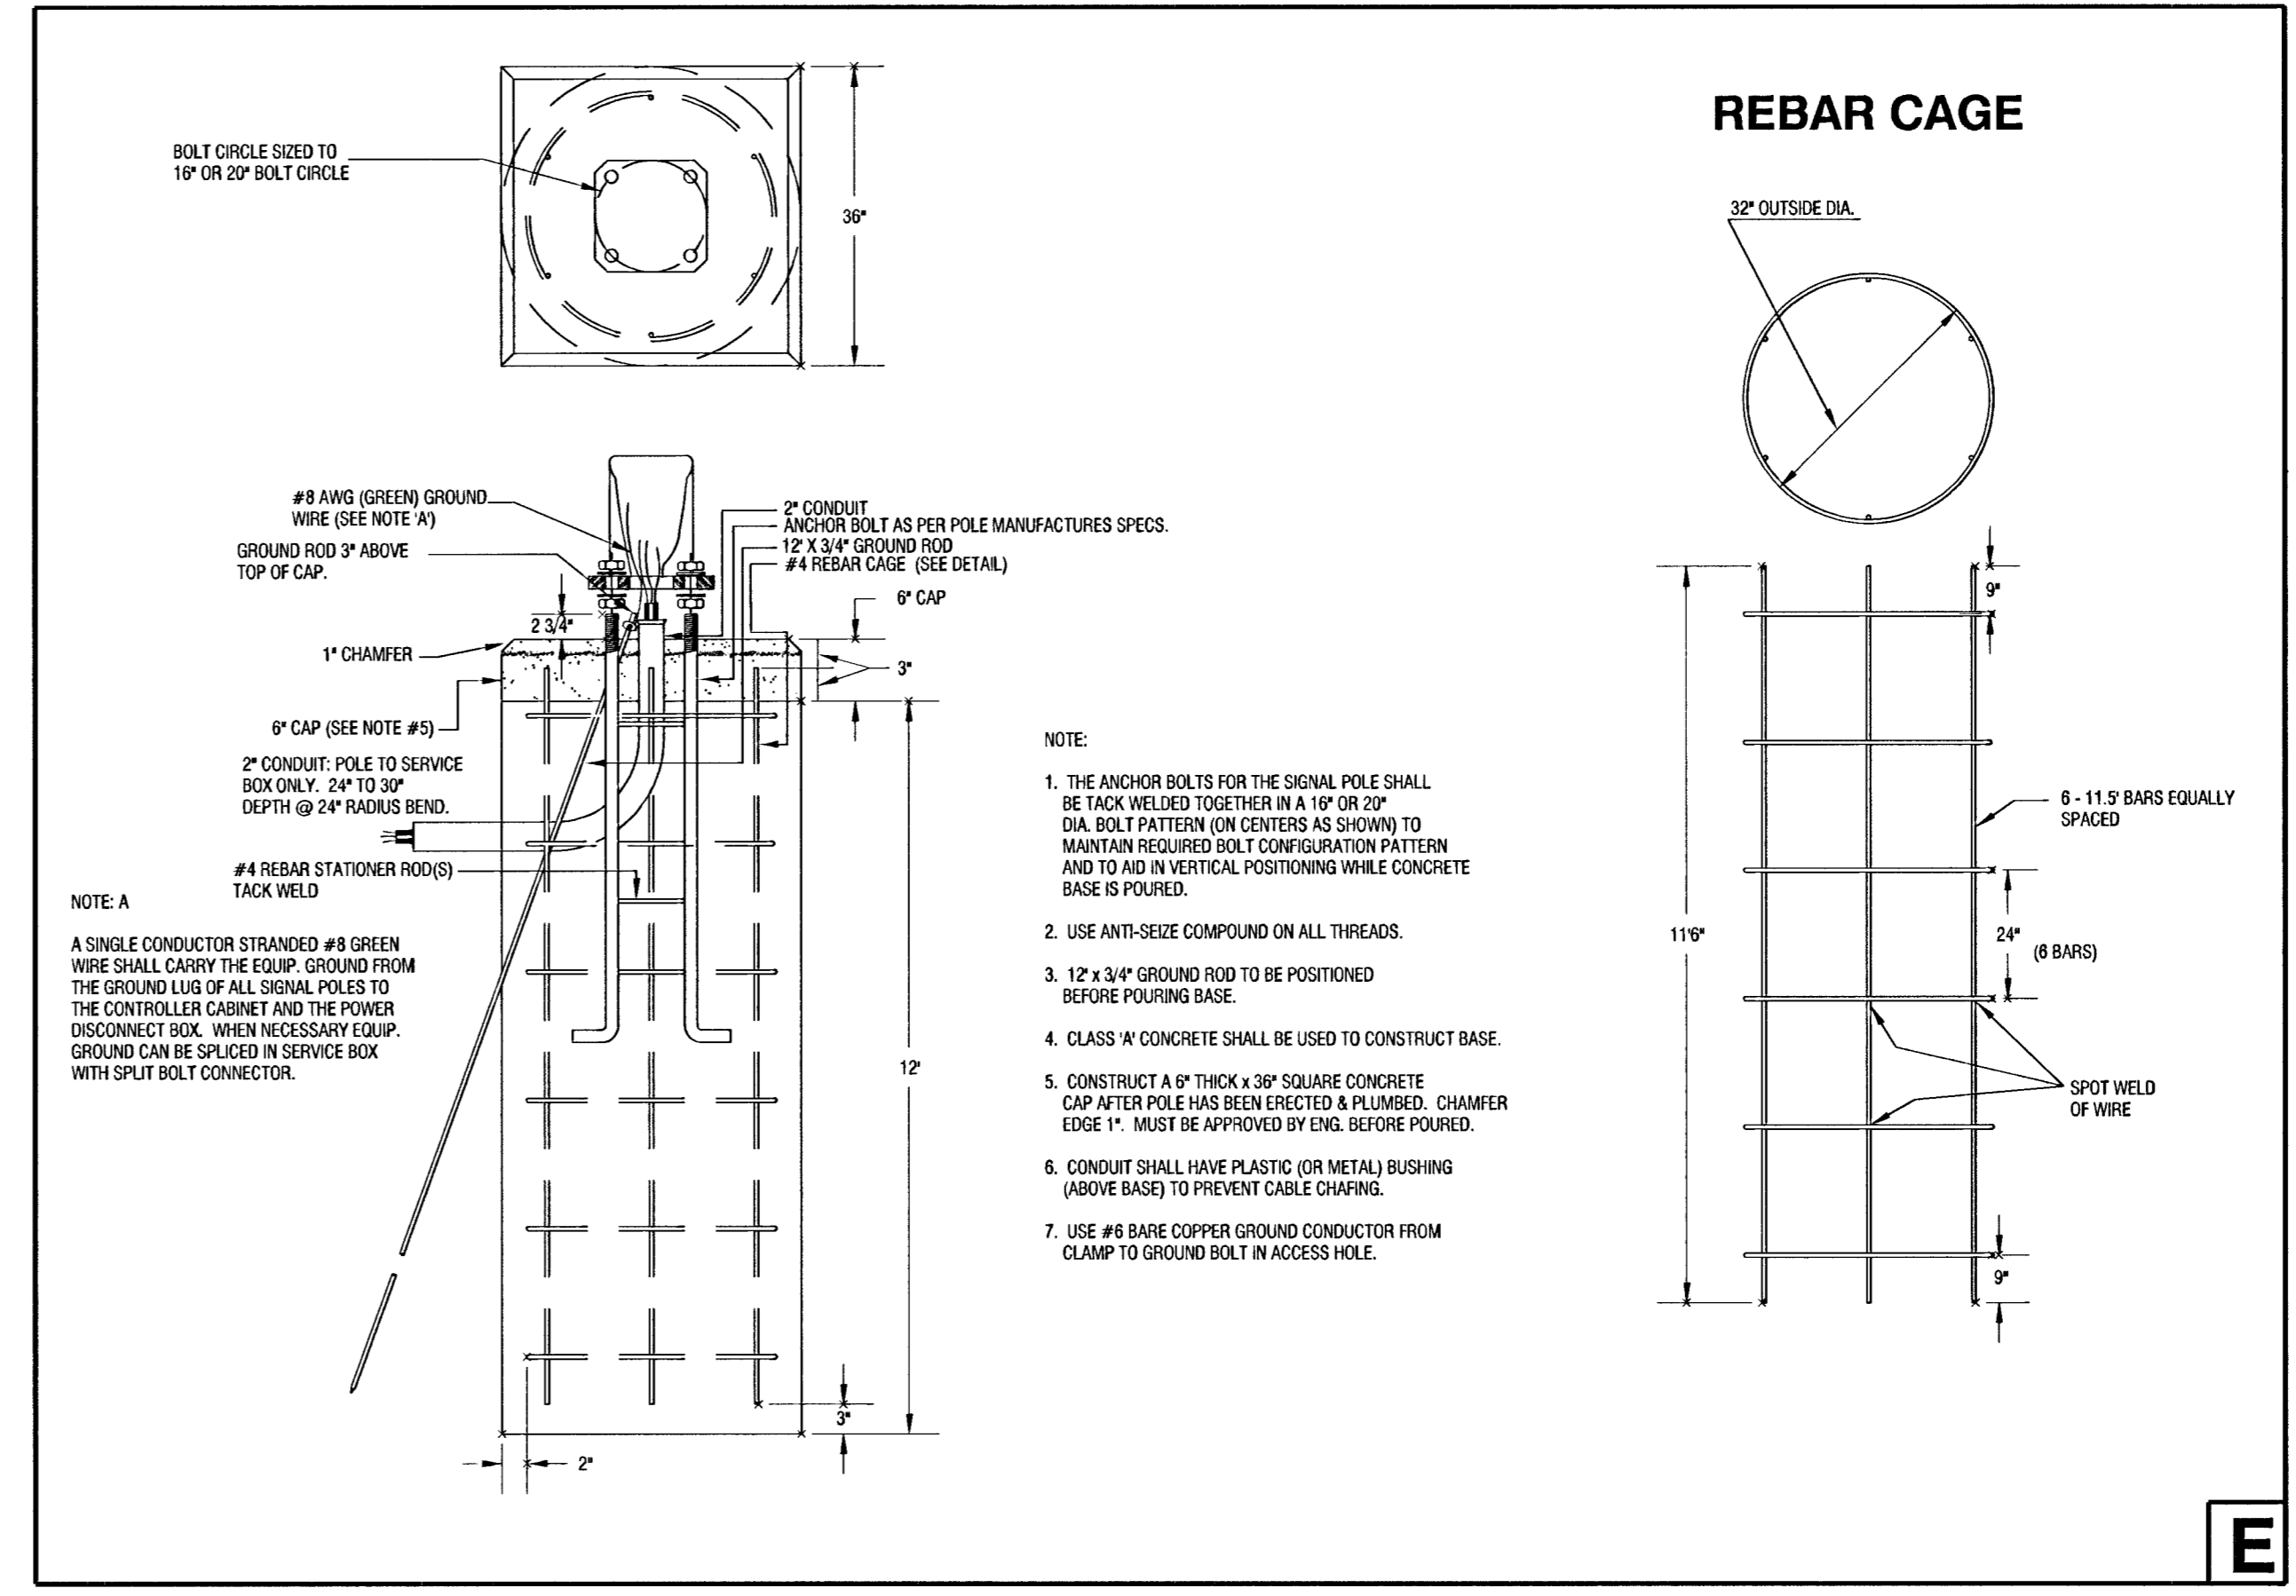 REBAR CAGE
BOLT CIRCLE SIZED TO
16" OR 20" BOLT CIRCLE
36"
32" OUTSIDE DIA.
#8 AWG (GREEN) GROUND
WIRE (SEE NOTE 'A')
GROUND ROD 3" ABOVE
TOP OF CAP.
2" CONDUIT
ANCHOR BOLT AS PER POLE MANUFACTURES SPECS.
12' X 3/4" GROUND ROD
#4 REBAR CAGE (SEE DETAIL)
6" CAP
2 3/4"
1" CHAMFER
3"
6" CAP (SEE NOTE #5)
2" CONDUIT: POLE TO SERVICE
BOX ONLY. 24" TO 30"
DEPTH @ 24" RADIUS BEND.
#4 REBAR STATIONER ROD(S)
TACK WELD
NOTE: A
A SINGLE CONDUCTOR STRANDED #8 GREEN
WIRE SHALL CARRY THE EQUIP. GROUND FROM
THE GROUND LUG OF ALL SIGNAL POLES TO
THE CONTROLLER CABINET AND THE POWER
DISCONNECT BOX. WHEN NECESSARY EQUIP.
GROUND CAN BE SPLICED IN SERVICE BOX
WITH SPLIT BOLT CONNECTOR.
12'
3"
2"
NOTE:
1. THE ANCHOR BOLTS FOR THE SIGNAL POLE SHALL
BE TACK WELDED TOGETHER IN A 16" OR 20"
DIA. BOLT PATTERN (ON CENTERS AS SHOWN) TO
MAINTAIN REQUIRED BOLT CONFIGURATION PATTERN
AND TO AID IN VERTICAL POSITIONING WHILE CONCRETE
BASE IS POURED.
2. USE ANTI-SEIZE COMPOUND ON ALL THREADS.
3. 12' x 3/4" GROUND ROD TO BE POSITIONED
BEFORE POURING BASE.
4. CLASS 'A' CONCRETE SHALL BE USED TO CONSTRUCT BASE.
5. CONSTRUCT A 6" THICK x 36" SQUARE CONCRETE
CAP AFTER POLE HAS BEEN ERECTED & PLUMBED. CHAMFER
EDGE 1". MUST BE APPROVED BY ENG. BEFORE POURED.
6. CONDUIT SHALL HAVE PLASTIC (OR METAL) BUSHING
(ABOVE BASE) TO PREVENT CABLE CHAFING.
7. USE #6 BARE COPPER GROUND CONDUCTOR FROM
CLAMP TO GROUND BOLT IN ACCESS HOLE.
9"
6 - 11.5' BARS EQUALLY
SPACED
11'6"
24"
(6 BARS)
SPOT WELD
OF WIRE
9"
E